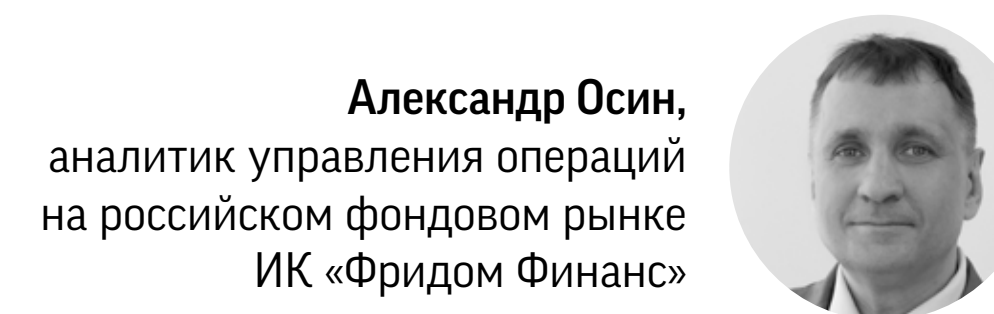 Александр Осин,
аналитик управления операций
на российском фондовом рынке
ИК «Фридом Финанс»